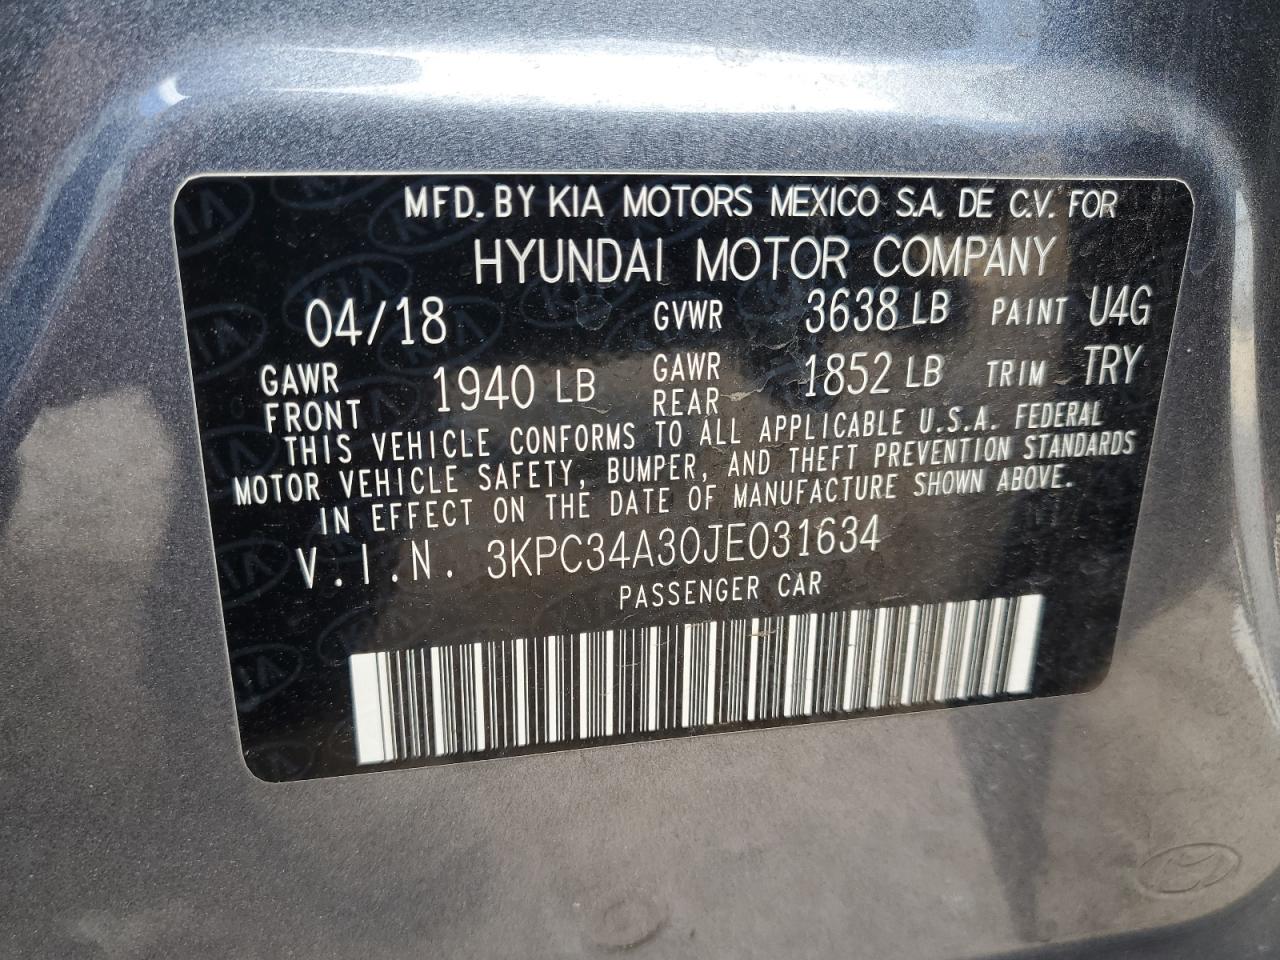 MFD. BY KIA MOTORS MEXICO S.A. DE C.V. FOR
HYUNDAI MOTOR COMPANY
04/18 GVWR 3638 LB PAINT U4G
GAWR FRONT 1940 LB GAWR REAR 1852 LB TRIM TRY
THIS VEHICLE CONFORMS TO ALL APPLICABLE U.S.A. FEDERAL
MOTOR VEHICLE SAFETY, BUMPER, AND THEFT PREVENTION STANDARDS
IN EFFECT ON THE DATE OF MANUFACTURE SHOWN ABOVE.
V.I.N. 3KPC34A30JE031634
PASSENGER CAR